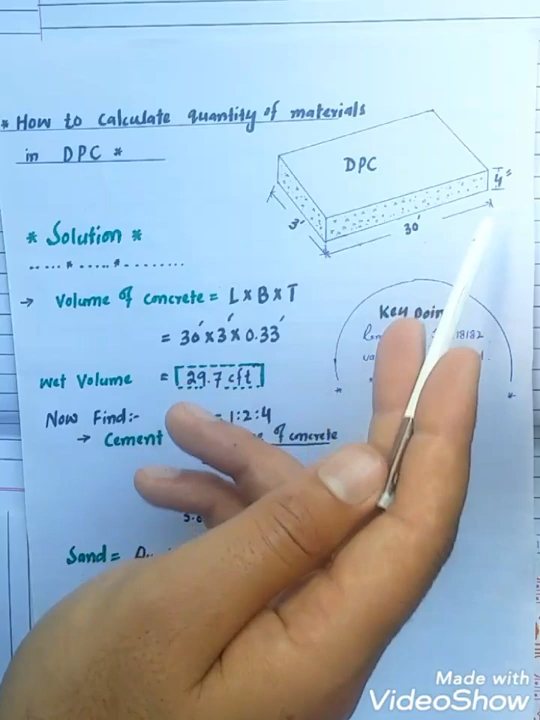 * How to calculate quantity of materials
in DPC *
DPC
4"
3'
30'
* Solution *
→ Volume of concrete = L x B x T
= 30' x 3' x 0.33'
Wet Volume = 29.7 cft
Key
Now Find:- = 1:2:4
→ Cement of concrete
Sand =
Made with
VideoShow